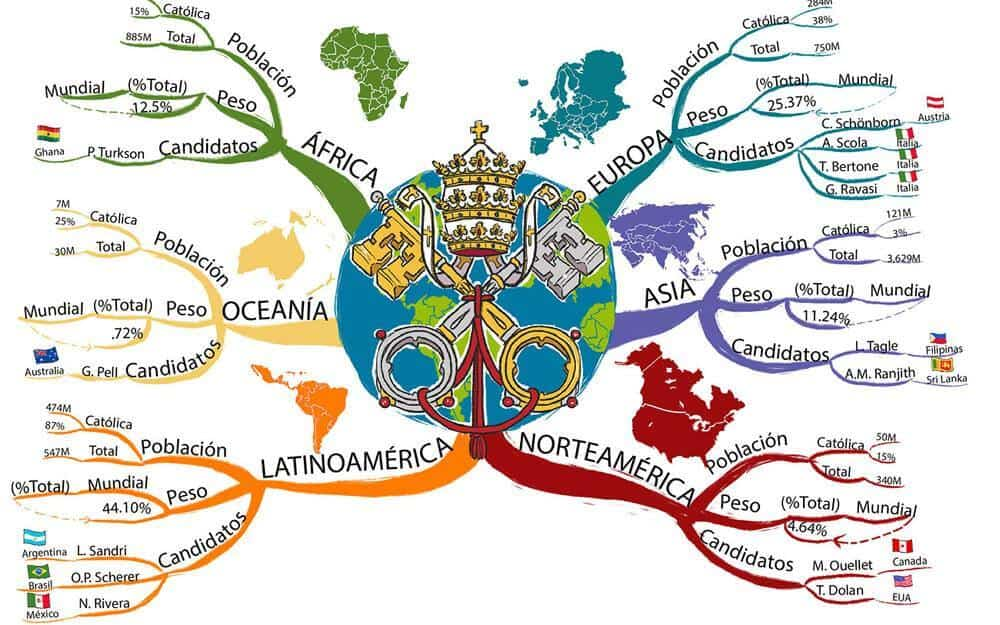 15% Católica
885M Total
Población
Mundial (%Total) Peso
12.5%
Ghana P. Turkson Candidatos
ÁFRICA
7M
25% Católica
30M Total
Población
Mundial (%Total) Peso
.72%
Australia G. Pell Candidatos
OCEANÍA
474M
87% Católica
547M Total
Población
(%Total) Mundial Peso
44.10%
Candidatos
Argentina L. Sandri
Brasil O.P. Scherer
México N. Rivera
LATINOAMÉRICA
EUROPA
Población
Católica 284M
38%
Total 750M
Peso (%Total) Mundial
25.37%
Candidatos
C. Schönborn Austria
A. Scola Italia
T. Bertone Italia
G. Ravasi Italia
ASIA
Población
Católica 121M
3%
Total 3,629M
Peso (%Total) Mundial
11.24%
Candidatos
L. Tagle Filipinas
A.M. Ranjith Sri Lanka
NORTEAMÉRICA
Población
Católica 50M
15%
Total 340M
Peso (%Total) Mundial
4.64%
Candidatos
M. Ouellet Canada
T. Dolan EUA